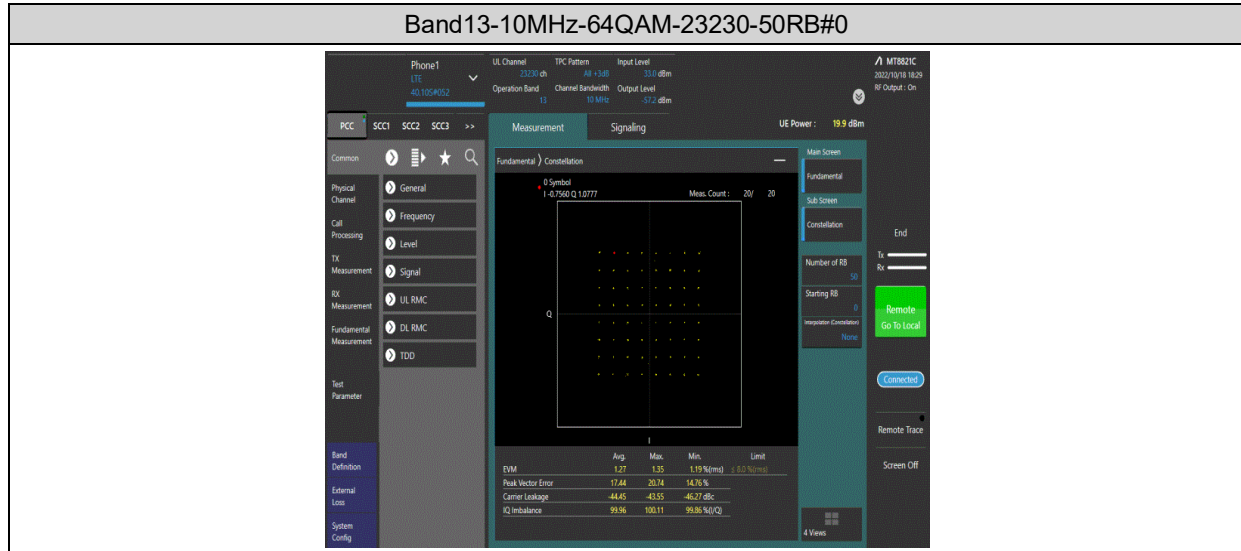 Band13-10MHz-64QAM-23230-50RB#0
Phone1
LTE
40.10S#052
UL Channel TPC Pattern Input Level
23230 ch All +3dB 33.0 dBm
Operation Band Channel Bandwidth Output Level
13 10 MHz -57.2 dBm
MT8821C
2022/10/18 18:29
RF Output : On
PCC SCC1 SCC2 SCC3 >>
Measurement Signaling
UE Power : 19.9 dBm
Common
Physical
Channel
Call
Processing
TX
Measurement
RX
Measurement
Fundamental
Measurement
Test
Parameter
Band
Definition
External
Loss
System
Config
General
Frequency
Level
Signal
UL RMC
DL RMC
TDD
Fundamental Constellation
0 Symbol
I -0.7560 Q 1.0777 Meas. Count : 20/ 20
Q
I
Avg. Max. Min. Limit
EVM 1.27 1.35 1.19 %(rms) ≤ 8.0 %(rms)
Peak Vector Error 17.44 20.74 14.76 %
Carrier Leakage -44.45 -43.55 -46.27 dBc
IQ Imbalance 99.96 100.11 99.86 %(I/Q)
Main Screen
Fundamental
Sub Screen
Constellation
Number of RB
50
Starting RB
0
Interpolation (Constellation)
None
4 Views
End
Tx
Rx
Remote
Go To Local
Connected
Remote Trace
Screen Off